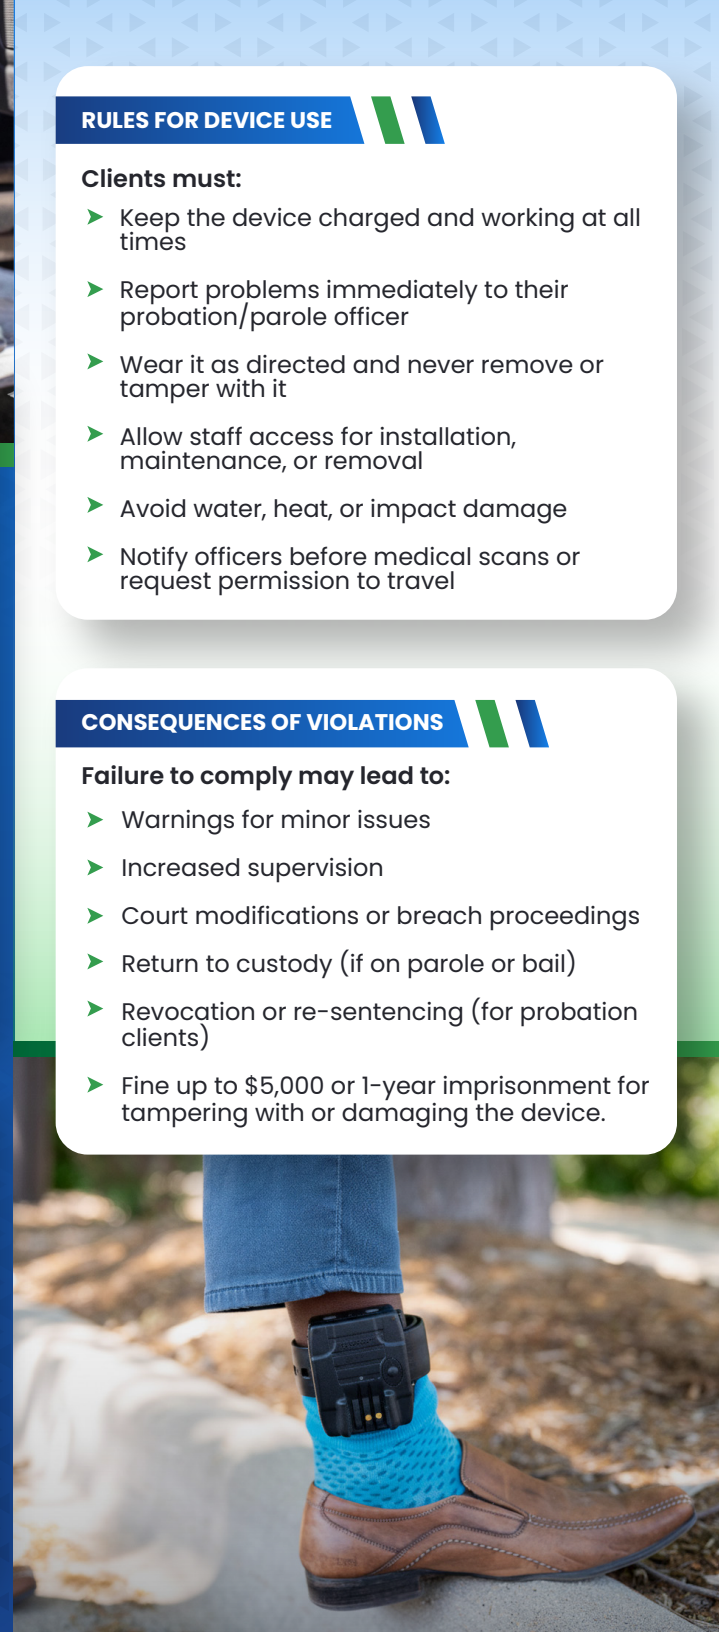 RULES FOR DEVICE USE
Clients must:
Keep the device charged and working at all
times
Report problems immediately to their
probation/parole officer
Wear it as directed and never remove or
tamper with it
Allow staff access for installation,
maintenance, or removal
Avoid water, heat, or impact damage
Notify officers before medical scans or
request permission to travel
CONSEQUENCES OF VIOLATIONS
Failure to comply may lead to:
Warnings for minor issues
Increased supervision
Court modifications or breach proceedings
Return to custody (if on parole or bail)
Revocation or re-sentencing (for probation
clients)
Fine up to $5,000 or 1-year imprisonment for
tampering with or damaging the device.